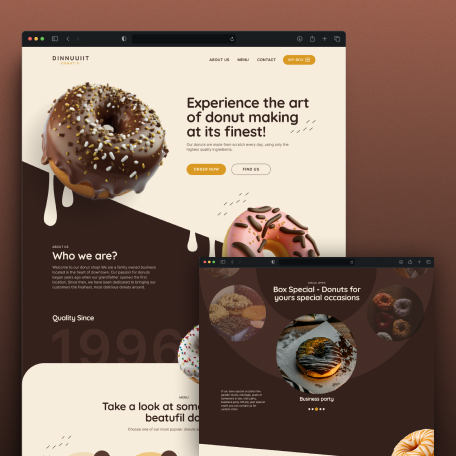 DINNUUIIT
DONUTS
ABOUT US
MENU
CONTACT
MY BOX
Experience the art
of donut making
at its finest!
Our donuts are made from scratch every day, using only the
highest quality ingredients.
ORDER NOW
FIND US
ABOUT US
Who we are?
Welcome to our donut shop! We are a family owned business
located in the heart of downtown. Our passion for donuts
began years ago when our grandfather opened the first
location. Since then, we have been dedicated to bringing our
customers the freshest, most delicious donuts around.
Quality Since
1996
MENU
Take a look at some
beatufil do
Choose one of our most popular donuts
Box Special - Donuts for
yours special occasions
Business party